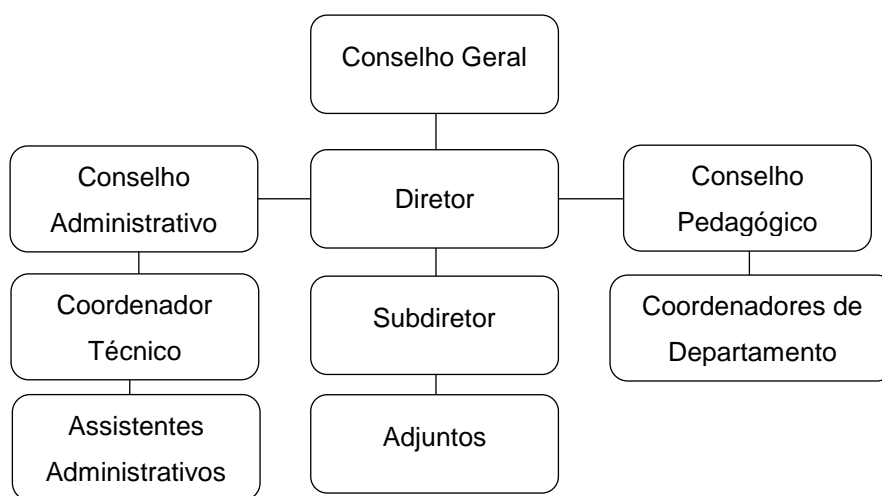 Conselho Geral
Conselho
Administrativo
Diretor
Conselho
Pedagógico
Coordenador
Técnico
Subdiretor
Coordenadores de
Departamento
Assistentes
Administrativos
Adjuntos